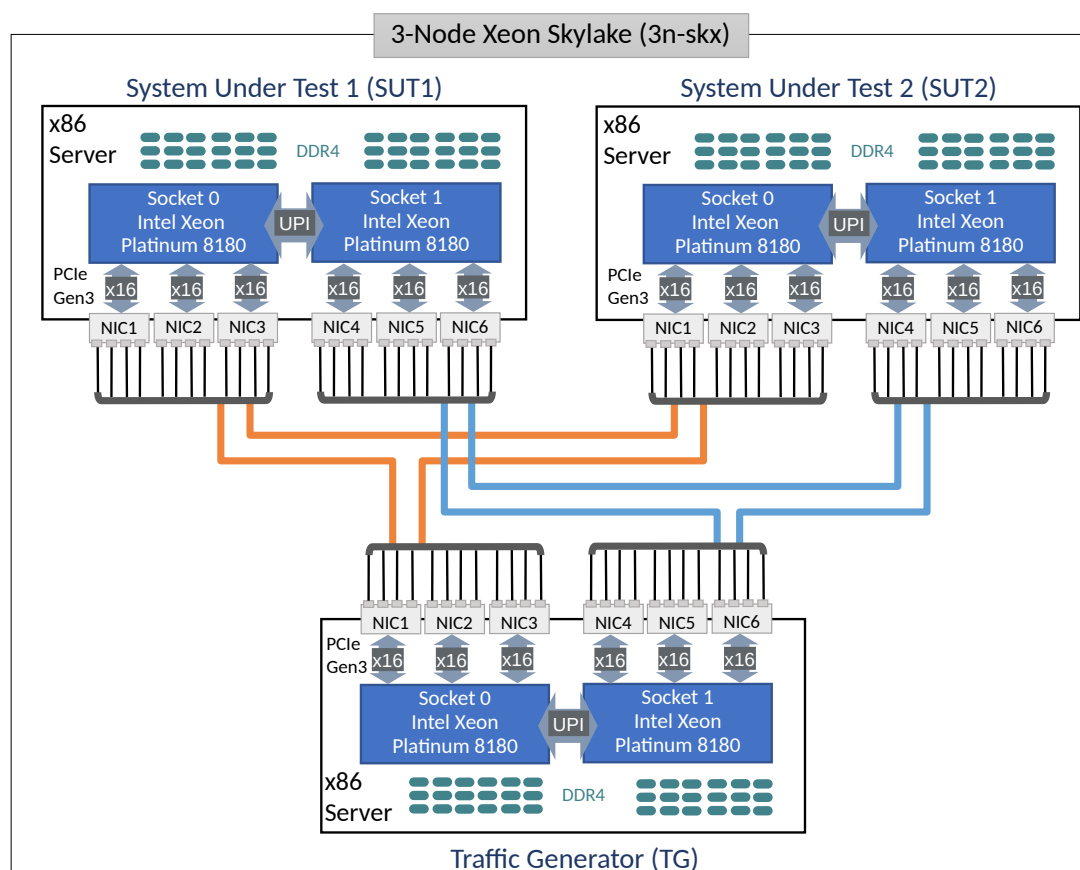 3-Node Xeon Skylake (3n-skx)
System Under Test 1 (SUT1)
x86
Server
DDR4
Socket 0
Intel Xeon
Platinum 8180
UPI
Socket 1
Intel Xeon
Platinum 8180
PCIe
Gen3
x16
x16
x16
x16
x16
x16
NIC1
NIC2
NIC3
NIC4
NIC5
NIC6
System Under Test 2 (SUT2)
x86
Server
DDR4
Socket 0
Intel Xeon
Platinum 8180
UPI
Socket 1
Intel Xeon
Platinum 8180
PCIe
Gen3
x16
x16
x16
x16
x16
x16
NIC1
NIC2
NIC3
NIC4
NIC5
NIC6
NIC1
NIC2
NIC3
NIC4
NIC5
NIC6
PCIe
Gen3
x16
x16
x16
x16
x16
x16
Socket 0
Intel Xeon
Platinum 8180
UPI
Socket 1
Intel Xeon
Platinum 8180
x86
Server
DDR4
Traffic Generator (TG)